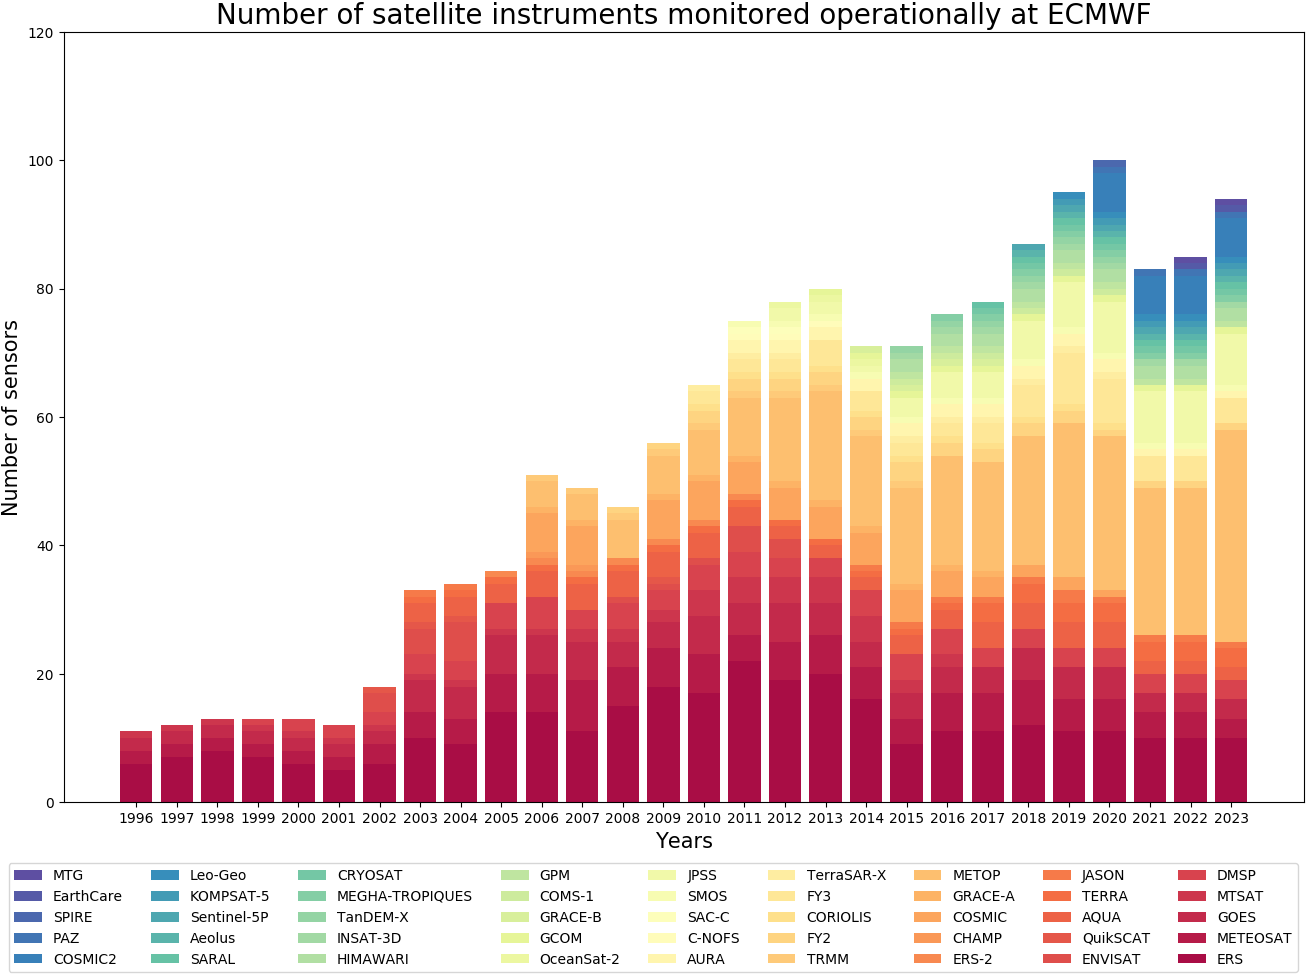 Number of satellite instruments monitored operationally at ECMWF
120
100
80
60
40
20
0
Number of sensors
1996 1997 1998 1999 2000 2001 2002 2003 2004 2005 2006 2007 2008 2009 2010 2011 2012 2013 2014 2015 2016 2017 2018 2019 2020 2021 2022 2023
Years
MTG Leo-Geo CRYOSAT GPM JPSS TerraSAR-X METOP JASON DMSP
EarthCare KOMPSAT-5 MEGHA-TROPIQUES COMS-1 SMOS FY3 GRACE-A TERRA MTSAT
SPIRE Sentinel-5P TanDEM-X GRACE-B SAC-C CORIOLIS COSMIC AQUA GOES
PAZ Aeolus INSAT-3D GCOM C-NOFS FY2 CHAMP QuikSCAT METEOSAT
COSMIC2 SARAL HIMAWARI OceanSat-2 AURA TRMM ERS-2 ENVISAT ERS